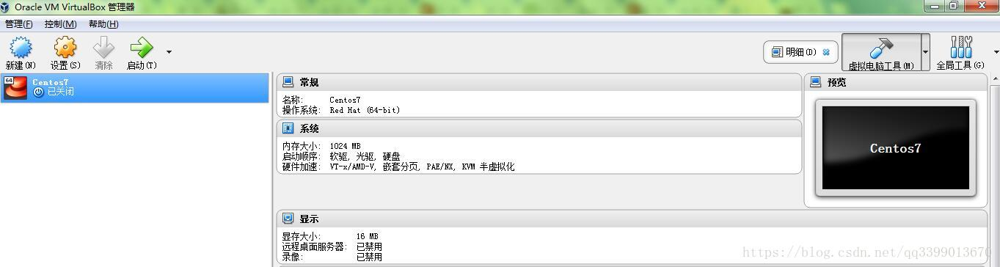 Oracle VM VirtualBox 管理器
管理(F) 控制(M) 帮助(H)
新建(N) 设置(S) 清除 启动(T) 明细(D) 虚拟电脑工具(M) 全局工具(G)
64
Centos7
已关闭
常规
名称: Centos7
操作系统: Red Hat (64-bit)
系统
内存大小: 1024 MB
启动顺序: 软驱, 光驱, 硬盘
硬件加速: VT-x/AMD-V, 嵌套分页, PAE/NX, KVM 半虚拟化
预览
Centos7
显示
显存大小: 16 MB
远程桌面服务器: 已禁用
录像: 已禁用
https://blog.csdn.net/qq3399013670